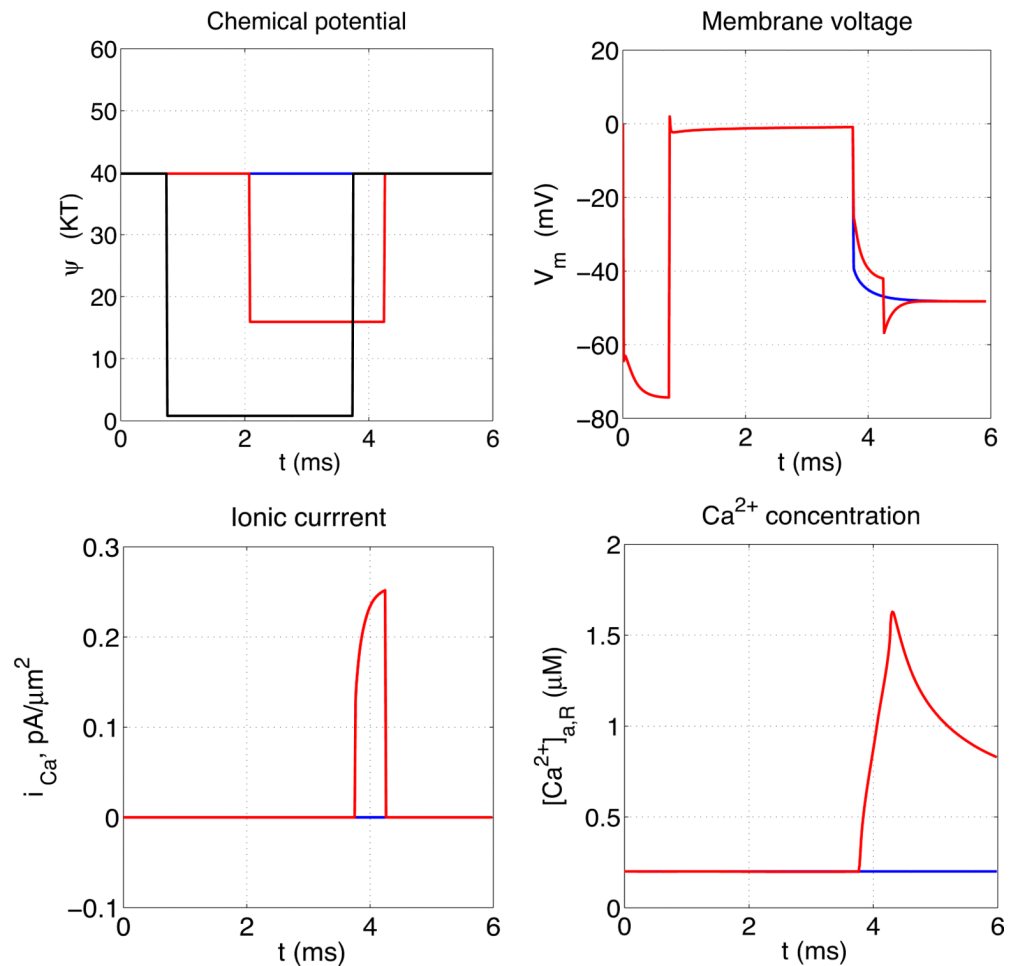 Chemical potential
60
50
40
30
20
10
0
ψ (KT)
0 2 4 6
t (ms)
Membrane voltage
20
0
−20
−40
−60
−80
V_m (mV)
0 2 4 6
t (ms)
Ionic currrent
0.3
0.2
0.1
0
−0.1
i_Ca, pA/μm²
0 2 4 6
t (ms)
Ca²⁺ concentration
2
1.5
1
0.5
0
[Ca²⁺]_a,R (μM)
0 2 4 6
t (ms)